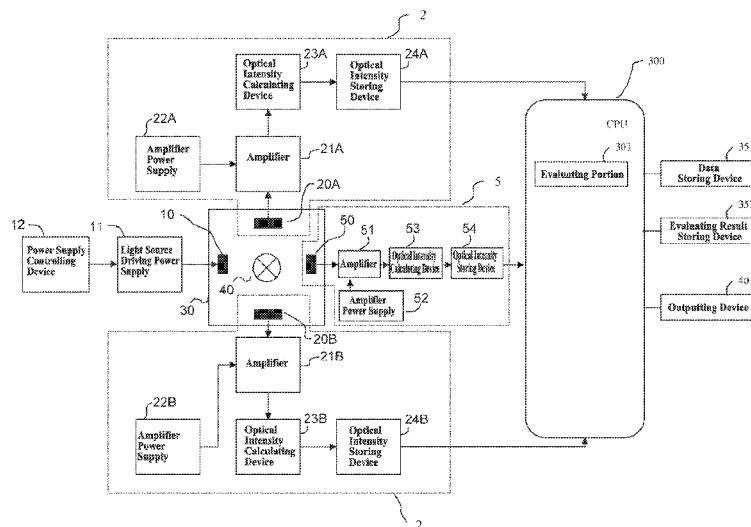 2
23A
24A
Optical
Intensity
Calculating
Device
Optical
Intensity
Storing
Device
300
22A
CPU
21A
301
Amplifier
Power
Supply
Amplifier
Evaluating Portion
35
Data
Storing Device
20A
5
35
Evaluating Result
Storing Device
12
11
10
50
51
53
54
Power Supply
Controlling
Device
Light Source
Driving Power
Supply
Amplifier
Optical Intensity
Calculating Device
Optical Intensity
Storing Device
40
30
Amplifier
Power Supply
52
40
Outputting Device
20B
Amplifier
21B
22B
23B
24B
Amplifier
Power
Supply
Optical
Intensity
Calculating
Device
Optical
Intensity
Storing
Device
2